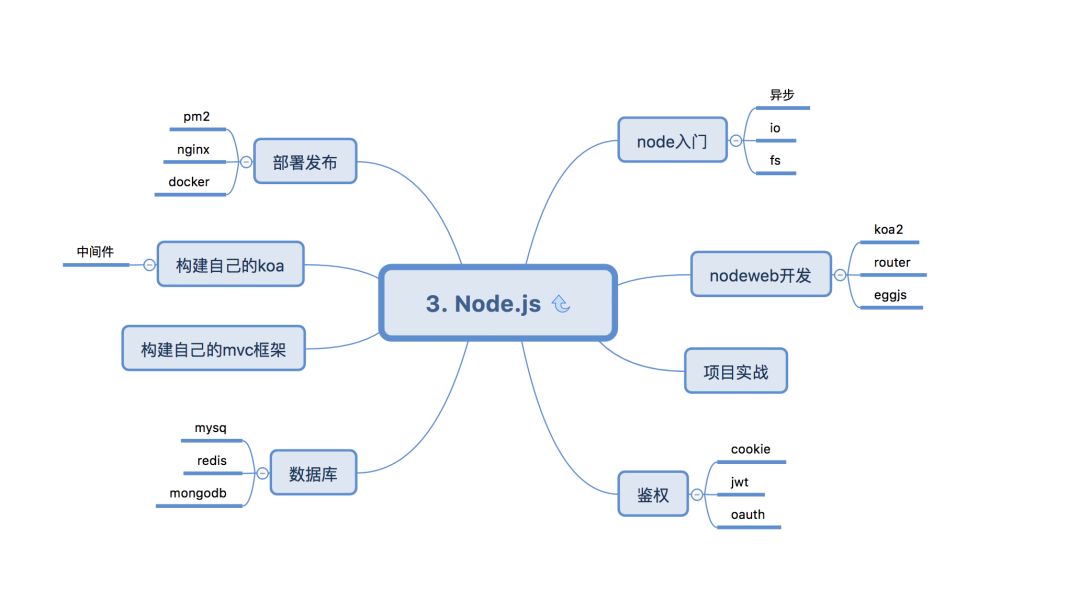 3. Node.js
node入门
异步
io
fs
nodeweb开发
koa2
router
eggjs
项目实战
鉴权
cookie
jwt
oauth
部署发布
pm2
nginx
docker
构建自己的koa
中间件
构建自己的mvc框架
数据库
mysq
redis
mongodb